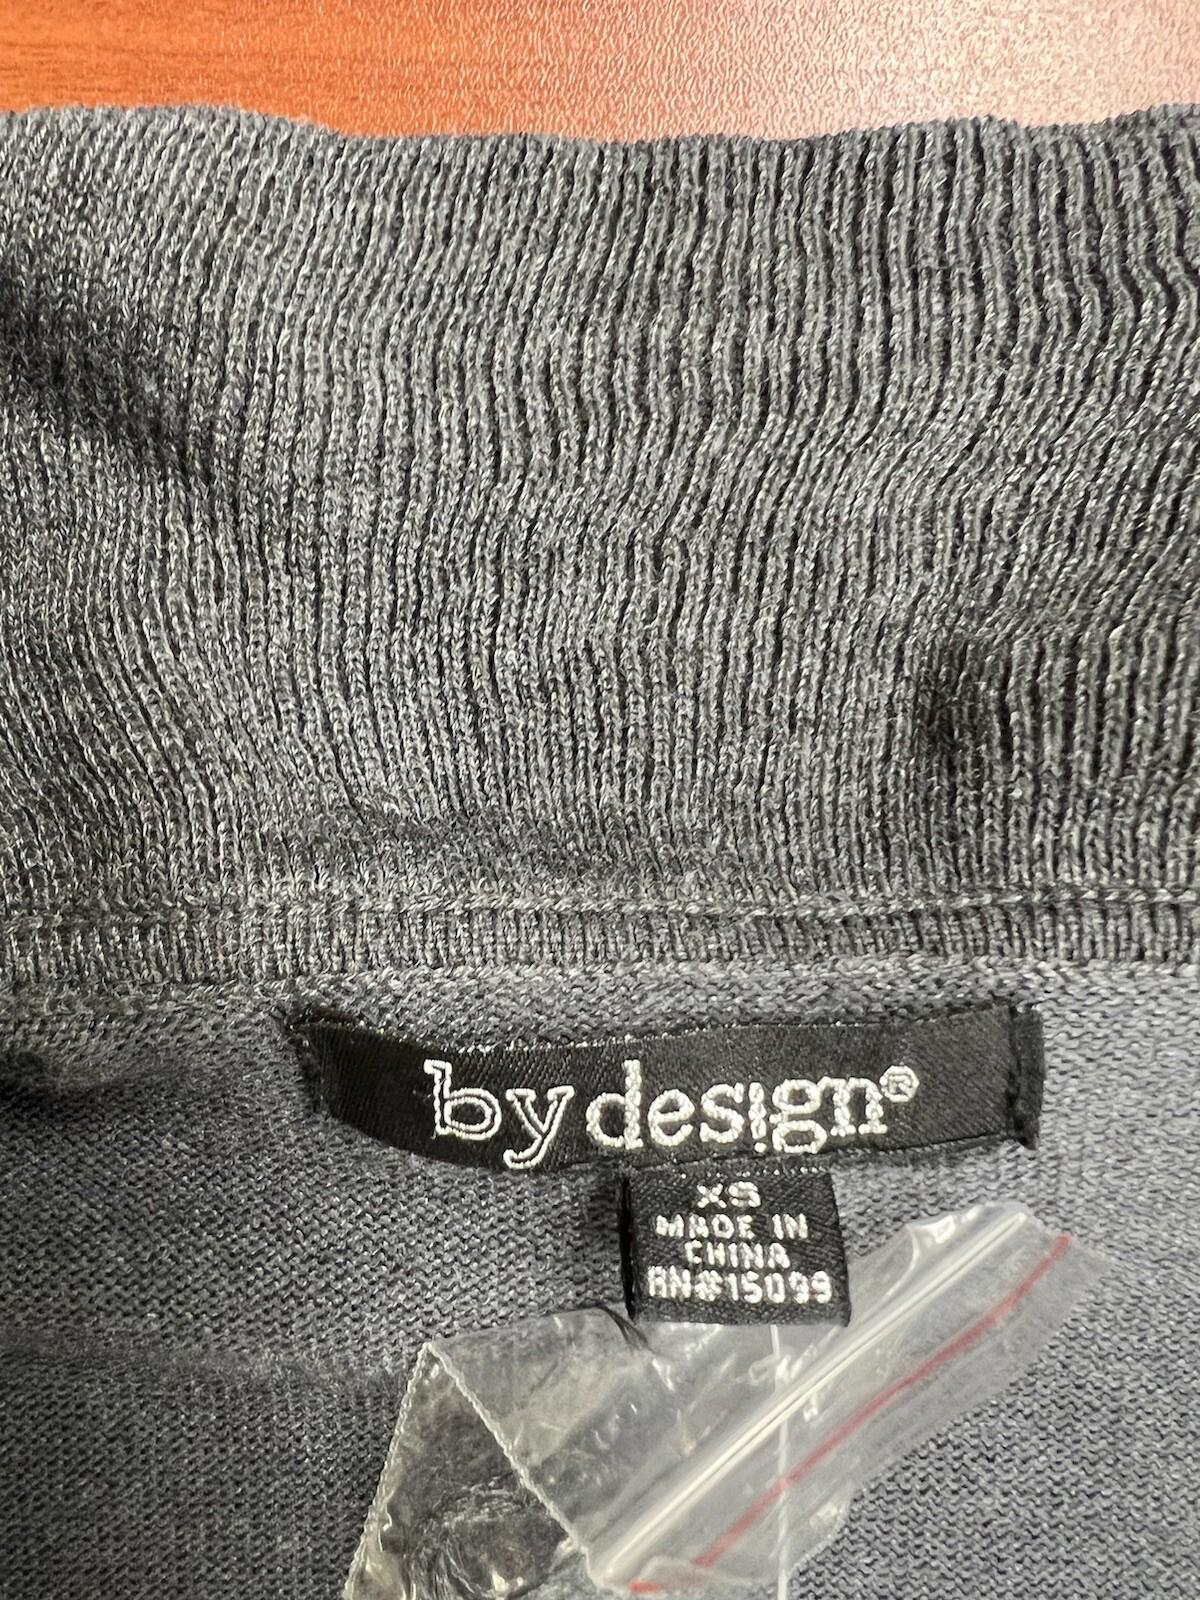 by design®
XS
MADE IN
CHINA
RN#15099